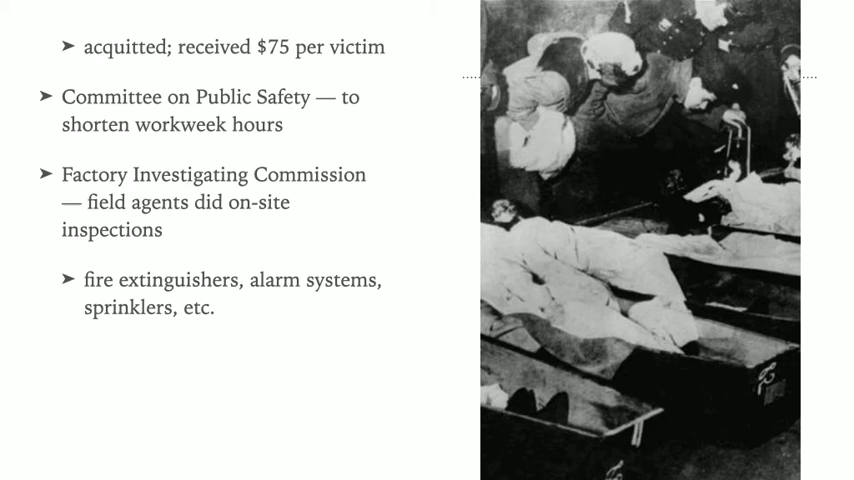 ➤ acquitted; received $75 per victim
➤ Committee on Public Safety — to
shorten workweek hours
➤ Factory Investigating Commission
— field agents did on-site
inspections
➤ fire extinguishers, alarm systems,
sprinklers, etc.